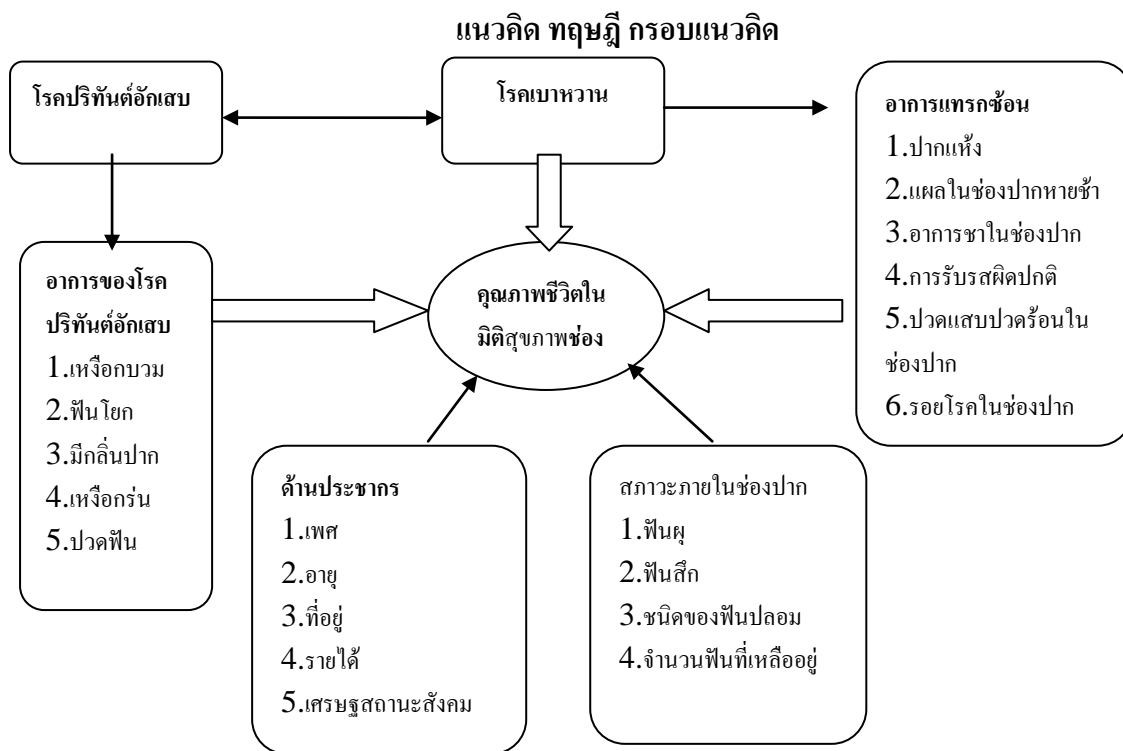 แนวคิด ทฤษฎี กรอบแนวคิด
โรคปริทันต์อักเสบ
โรคเบาหวาน
อาการแทรกซ้อน
1.ปากแห้ง
2.แผลในช่องปากหายช้า
3.อาการชาในช่องปาก
4.การรับรสผิดปกติ
5.ปวดแสบปวดร้อนใน
ช่องปาก
6.รอยโรคในช่องปาก
อาการของโรค
ปริทันต์อักเสบ
1.เหงือกบวม
2.ฟันโยก
3.มีกลิ่นปาก
4.เหงือกร่น
5.ปวดฟัน
คุณภาพชีวิตใน
มิติสุขภาพช่อง
ด้านประชากร
1.เพศ
2.อายุ
3.ที่อยู่
4.รายได้
5.เศรษฐสถานะสังคม
สภาวะภายในช่องปาก
1.ฟันผุ
2.ฟันสึก
3.ชนิดของฟันปลอม
4.จำนวนฟันที่เหลืออยู่